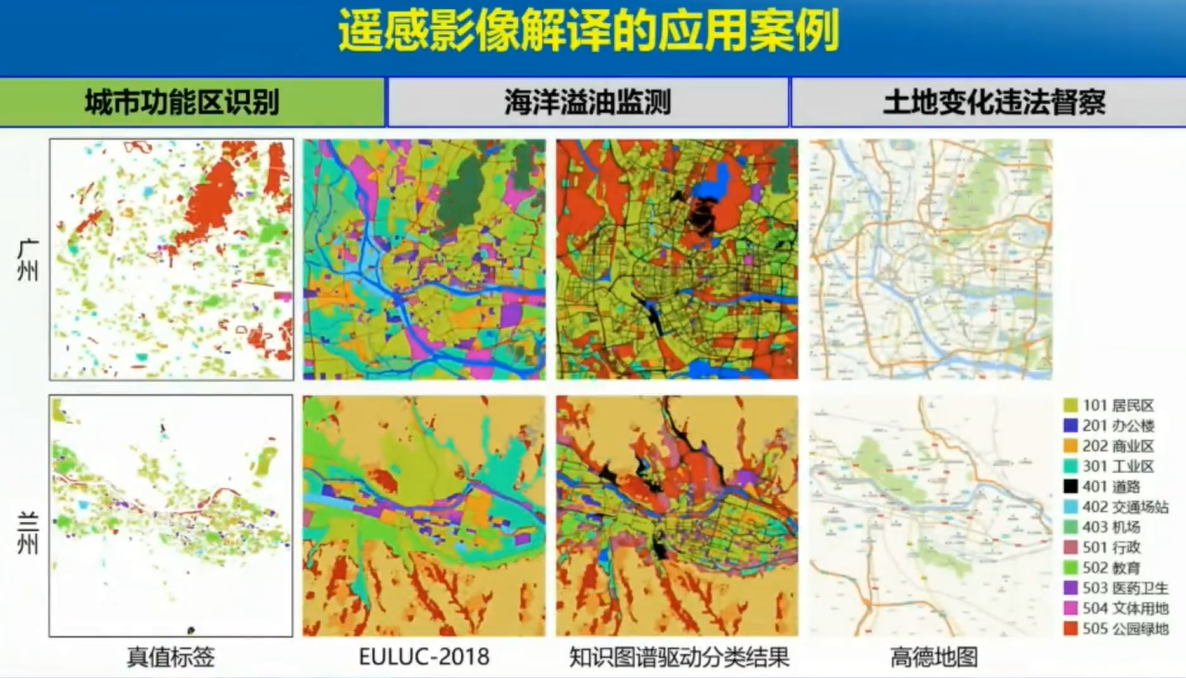 遥感影像解译的应用案例
城市功能区识别
海洋溢油监测
土地变化违法督察
广州
兰州
101 居民区
201 办公楼
202 商业区
301 工业区
401 道路
402 交通场站
403 机场
501 行政
502 教育
503 医药卫生
504 文体用地
505 公园绿地
真值标签
EULUC-2018
知识图谱驱动分类结果
高德地图